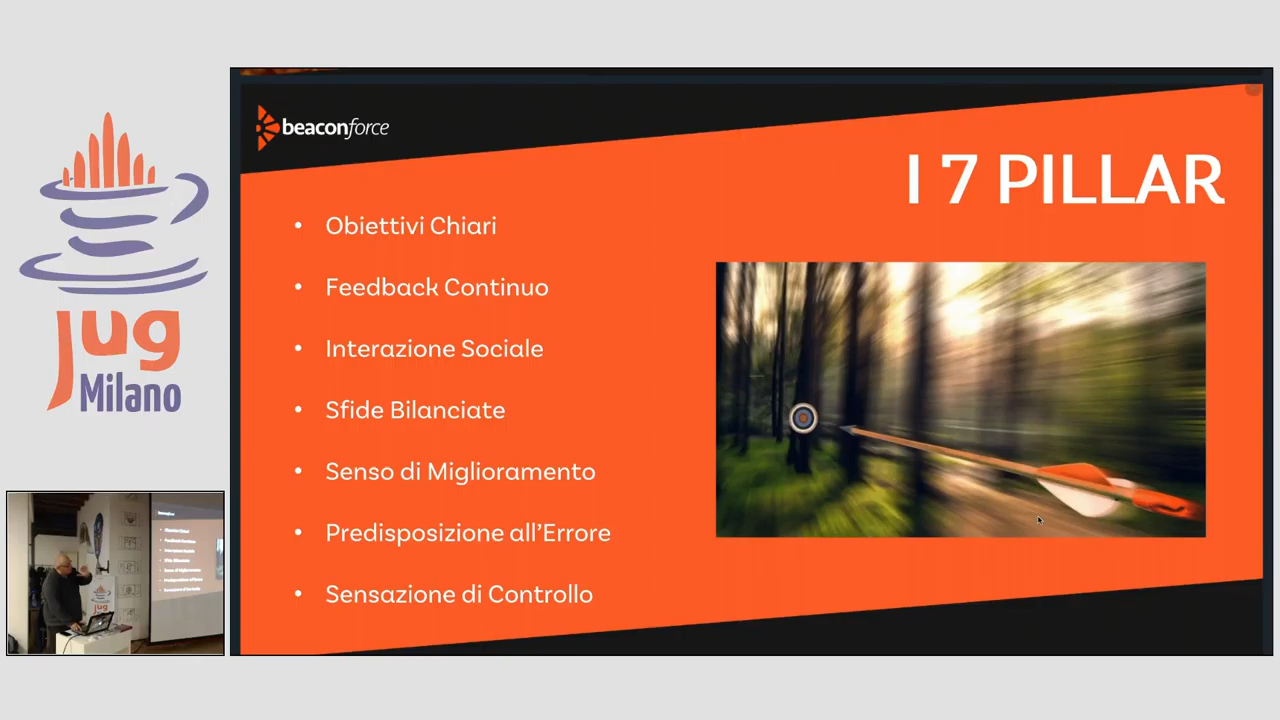 beaconforce
I 7 PILLAR
• Obiettivi Chiari
• Feedback Continuo
• Interazione Sociale
• Sfide Bilanciate
• Senso di Miglioramento
• Predisposizione all'Errore
• Sensazione di Controllo
Jug
Milano